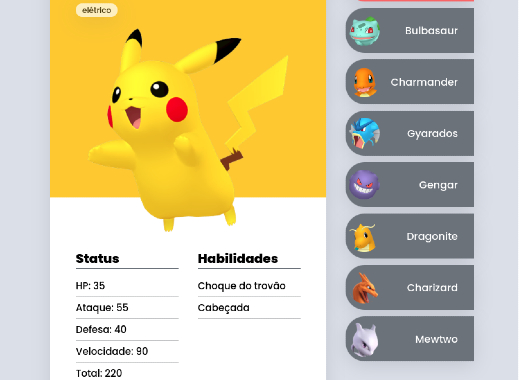 elétrico
Status
HP: 35
Ataque: 55
Defesa: 40
Velocidade: 90
Total: 220
Habilidades
Choque do trovão
Cabeçada
Bulbasaur
Charmander
Gyarados
Gengar
Dragonite
Charizard
Mewtwo